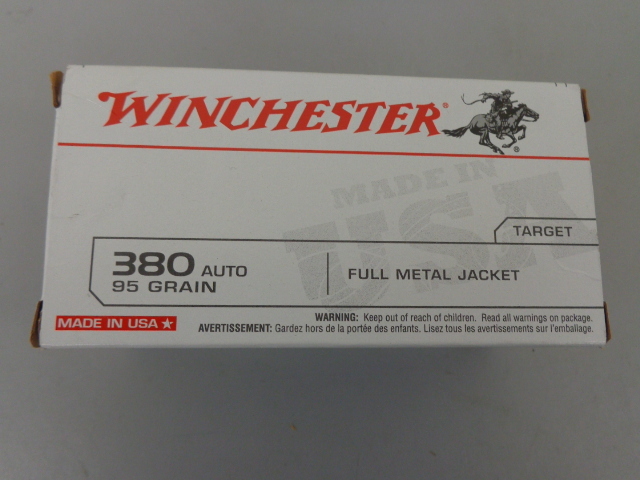 WINCHESTER®
MADE IN
USA
TARGET
380 AUTO
95 GRAIN
FULL METAL JACKET
MADE IN USA
WARNING: Keep out of reach of children. Read all warnings on package.
AVERTISSEMENT: Gardez hors de la portée des enfants. Lisez tous les avertissements sur l'emballage.